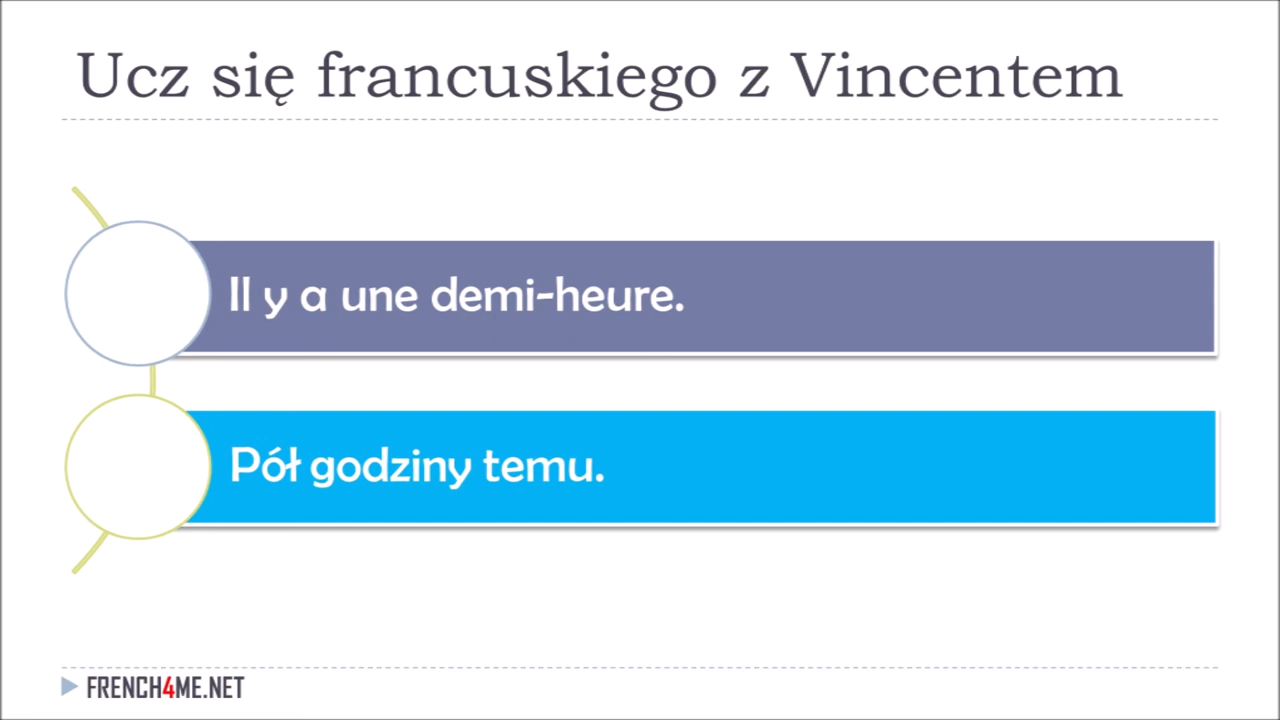 Ucz się francuskiego z Vincentem
Il y a une demi-heure.
Pół godziny temu.
FRENCH4ME.NET